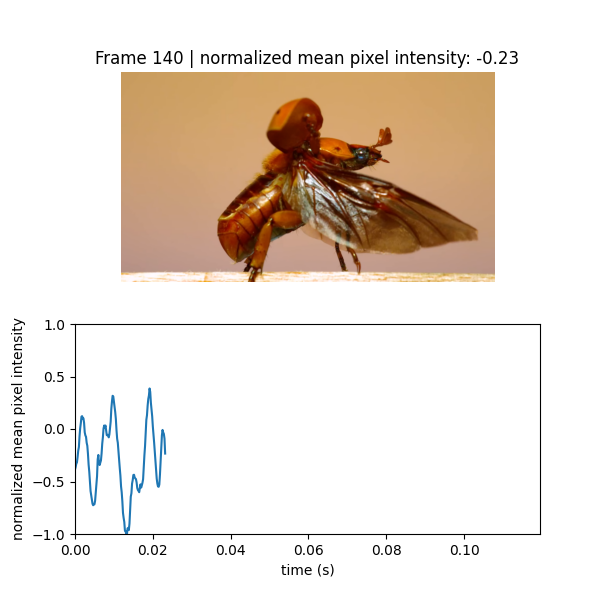 Frame 140 | normalized mean pixel intensity: -0.23
normalized mean pixel intensity
1.0
0.5
0.0
−0.5
−1.0
0.00 0.02 0.04 0.06 0.08 0.10
time (s)